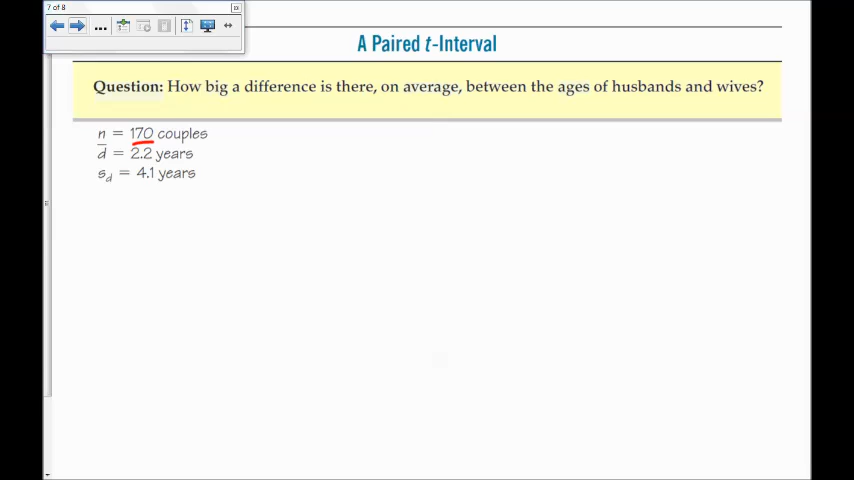 7 of 8
A Paired t-Interval
Question: How big a difference is there, on average, between the ages of husbands and wives?
n = 170 couples
d̅ = 2.2 years
s_d = 4.1 years